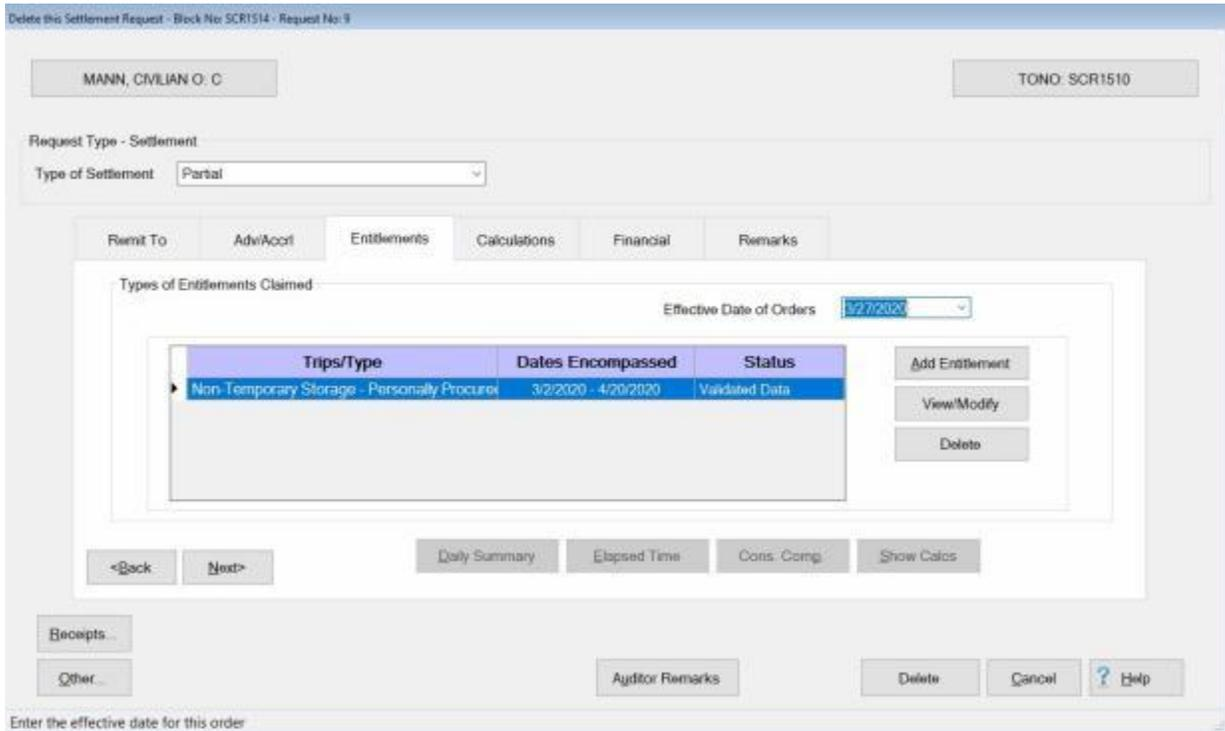 Delete this Settlement Request - Block No: SCR1514 - Request No: 9
MANN, CIVILIAN O: C
TONO: SCR1510
Request Type - Settlement
Type of Settlement Partial
Remit To Adv/Accrl Entitlements Calculations Financial Remarks
Types of Entitlements Claimed
Effective Date of Orders 3/27/2020
Trips/Type Dates Encompassed Status
Non-Temporary Storage - Personally Procured 3/2/2020 - 4/20/2020 Validated Data
Add Entitlement
View/Modify
Delete
<Back Next> Daily Summary Elapsed Time Cons. Comp. Show Calcs
Receipts...
Other... Auditor Remarks Delete Cancel ? Help
Enter the effective date for this order